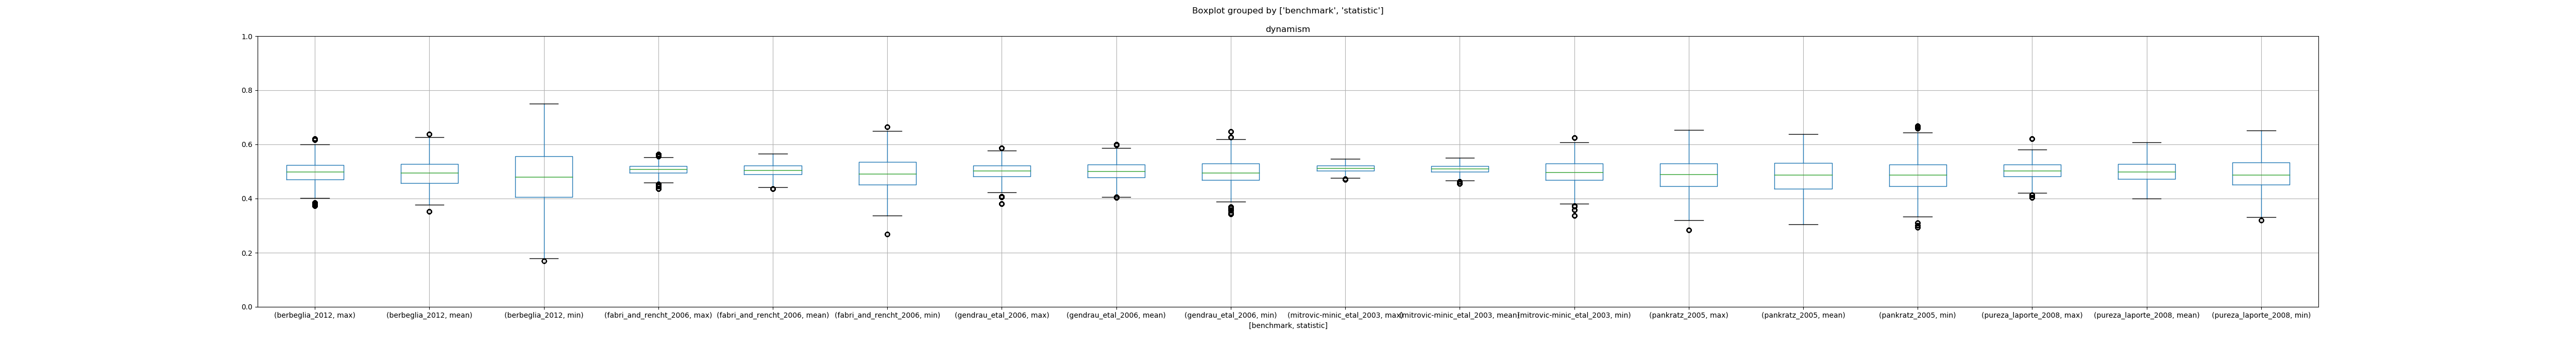 Boxplot grouped by ['benchmark', 'statistic']
dynamism
1.0
0.8
0.6
0.4
0.2
0.0
(berbeglia_2012, max) (berbeglia_2012, mean) (berbeglia_2012, min) (fabri_and_rencht_2006, max) (fabri_and_rencht_2006, mean) (fabri_and_rencht_2006, min) (gendrau_etal_2006, max) (gendrau_etal_2006, mean) (gendrau_etal_2006, min) (mitrovic-minic_etal_2003, max) (mitrovic-minic_etal_2003, mean) (mitrovic-minic_etal_2003, min) (pankratz_2005, max) (pankratz_2005, mean) (pankratz_2005, min) (pureza_laporte_2008, max) (pureza_laporte_2008, mean) (pureza_laporte_2008, min)
[benchmark, statistic]